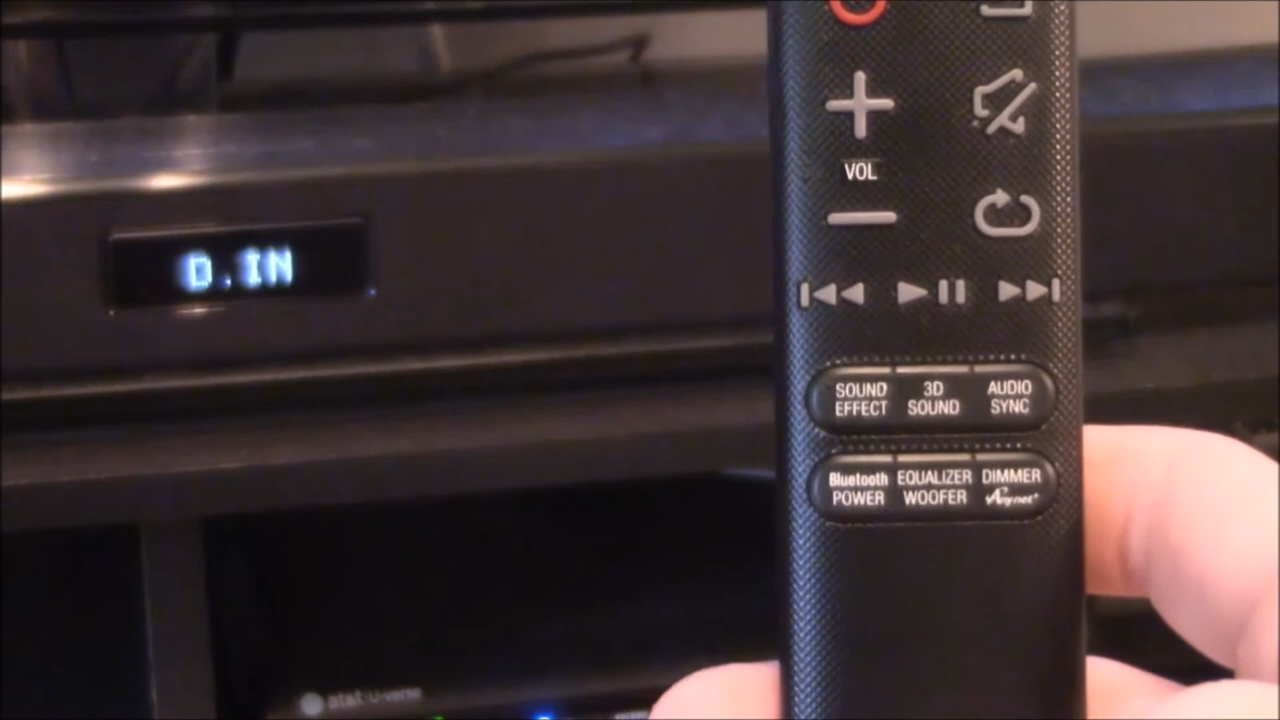 D.IN
VOL
SOUND EFFECT
3D SOUND
AUDIO SYNC
Bluetooth POWER
EQUALIZER WOOFER
DIMMER Anynet+
at&t U-verse